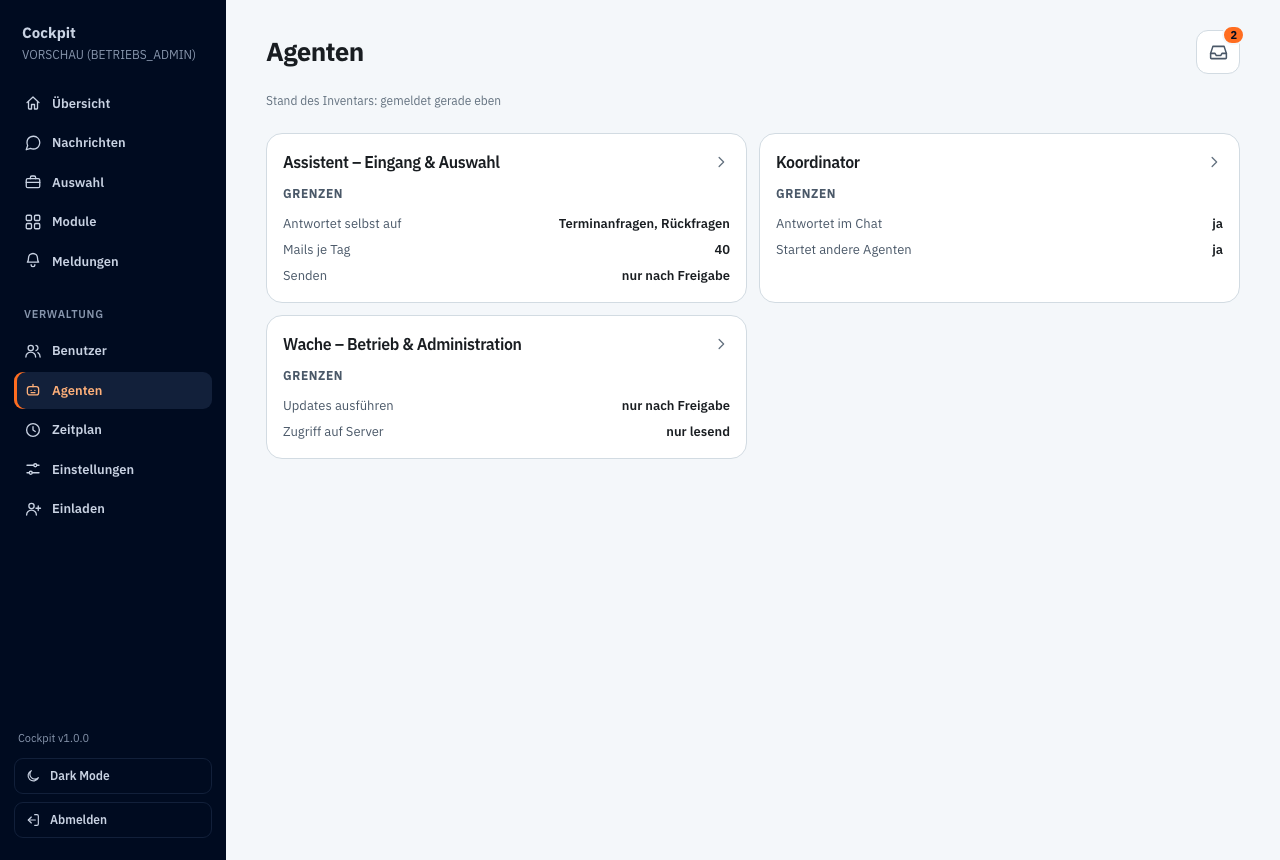 Cockpit
VORSCHAU (BETRIEBS_ADMIN)
Übersicht
Nachrichten
Auswahl
Module
Meldungen
VERWALTUNG
Benutzer
Agenten
Zeitplan
Einstellungen
Einladen
Cockpit v1.0.0
Dark Mode
Abmelden
Agenten
2
Stand des Inventars: gemeldet gerade eben
Assistent – Eingang & Auswahl
GRENZEN
Antwortet selbst auf Terminanfragen, Rückfragen
Mails je Tag 40
Senden nur nach Freigabe
Koordinator
GRENZEN
Antwortet im Chat ja
Startet andere Agenten ja
Wache – Betrieb & Administration
GRENZEN
Updates ausführen nur nach Freigabe
Zugriff auf Server nur lesend